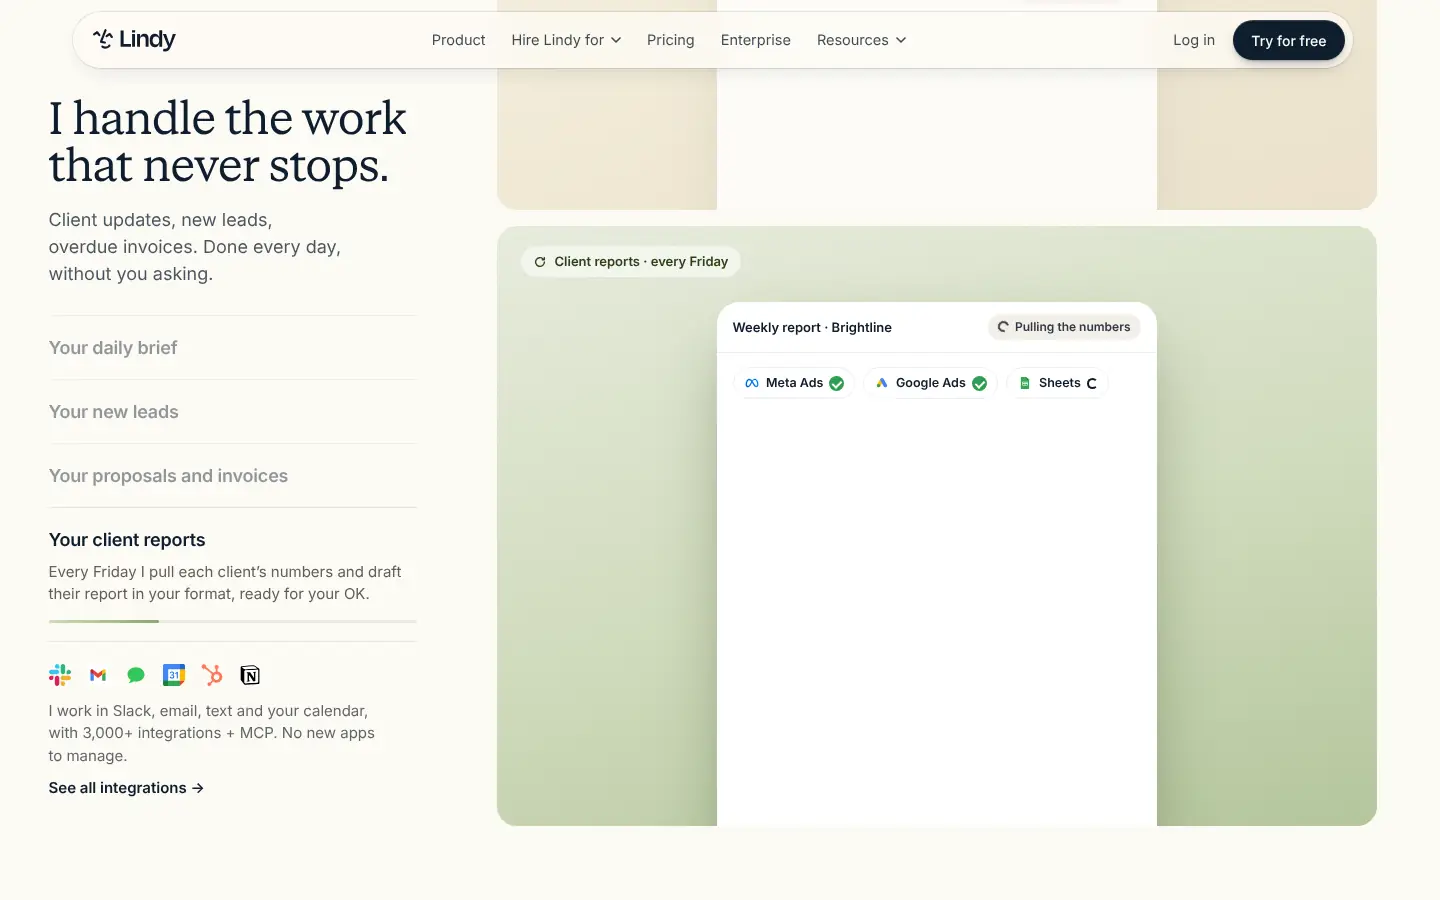 Lindy
Product
Hire Lindy for
Pricing
Enterprise
Resources
Log in
Try for free
I handle the work
that never stops.
Client updates, new leads,
overdue invoices. Done every day,
without you asking.
Your daily brief
Your new leads
Your proposals and invoices
Your client reports
Every Friday I pull each client’s numbers and draft
their report in your format, ready for your OK.
31
I work in Slack, email, text and your calendar,
with 3,000+ integrations + MCP. No new apps
to manage.
See all integrations →
Client reports · every Friday
Weekly report · Brightline
Pulling the numbers
Meta Ads
Google Ads
Sheets